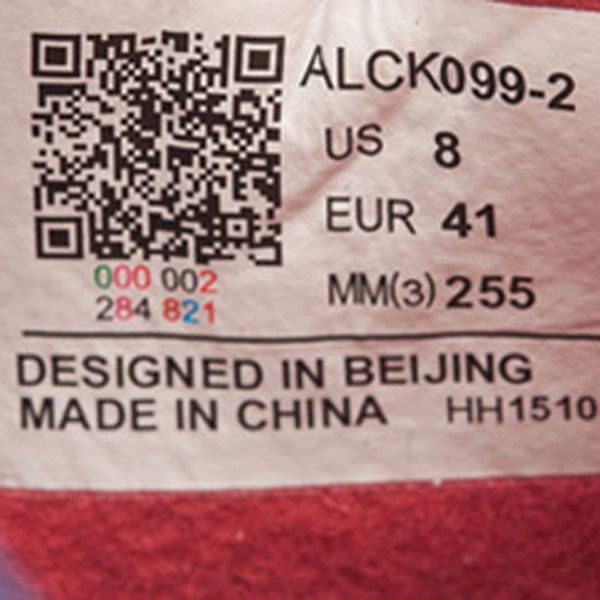 ALCK099-2
US 8
EUR 41
MM(3) 255
000 002
284 821
DESIGNED IN BEIJING
MADE IN CHINA HH1510